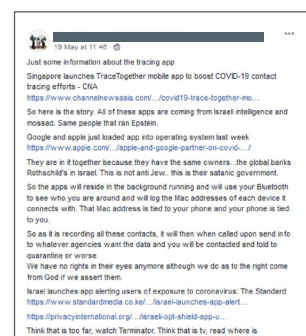 19 May at 11:46
Just some information about the tracing app
Singapore launches TraceTogether mobile app to boost COVID-19 contact
tracing efforts - CNA
https://www.channelnewsasia.com/.../covid19-trace-together-mo...
So here is the story. All of these apps are coming from Israeli intelligence and
mossad. Same people that ran Epstein.
Google and apple just loaded app into operating system last week
https://www.apple.com/.../apple-and-google-partner-on-covid-.../
They are in it together because they have the same owners...the global banks
Rothschild's in Israel. This is not anti Jew.. this is their satanic government.
So the apps will reside in the background running and will use your Bluetooth
to see who you are around and will log the Mac addresses of each device it
connects with. That Mac address is tied to your phone and your phone is tied
to you.
So as it is recording all these contacts, it will then when called upon send info
to whatever agencies want the data and you will be contacted and told to
quarantine or worse.
We have no rights in their eyes anymore although we do as to the right come
from God if we assert them.
Israel launches app alerting users of exposure to coronavirus: The Standard
https://www.standardmedia.co.ke/.../israel-launches-app-alert...
https://privacyinternational.org/.../israeli-opt-shield-app-u...
Think that is too far, watch Terminator. Think that is tv, read where is